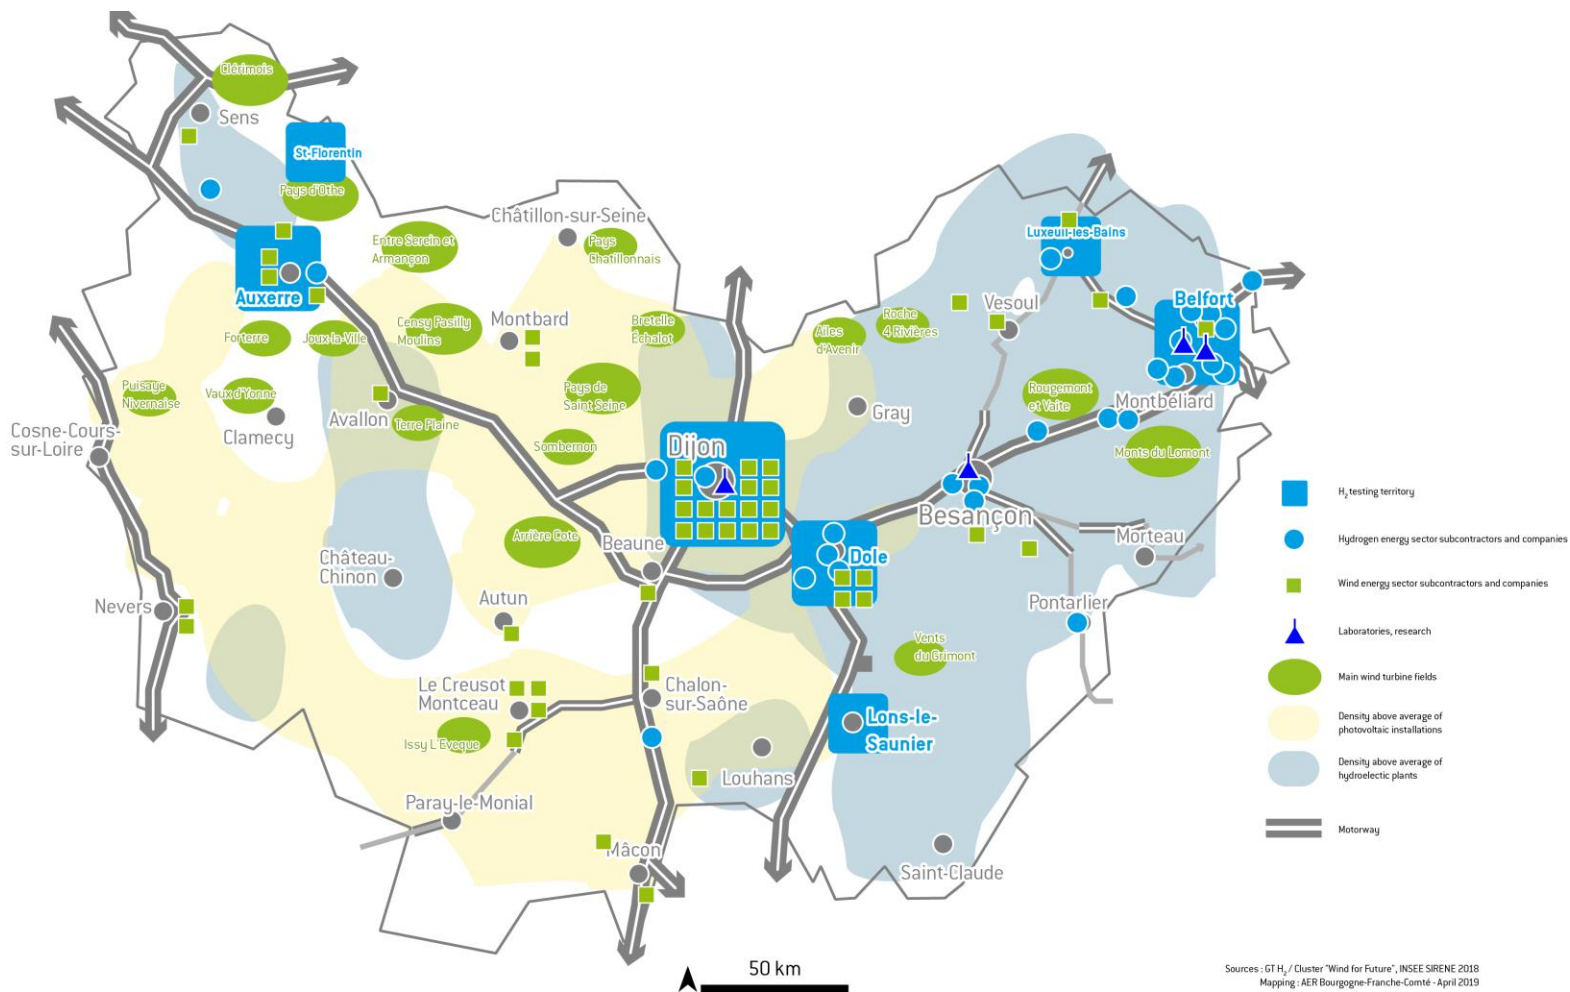 Clérimois
Sens
St-Florentin
Pays d'Othe
Châtillon-sur-Seine
Entre Serein et
Armançon
Pays
Chatillonnais
Luxeuil-les-Bains
Auxerre
Belfort
Vesoul
Fonterre
Joux-la-Ville
Censy Pasilly
Moulins
Montbard
Bretelle
Échalot
Ailes
d'Avenir
Roche
4 Rivières
Puisaye
Nivernaise
Vaux d'Yonne
Pays de
Saint Seine
Rougemont
et Vaite
Montbéliard
Clamecy
Avallon
Terre Plaine
Gray
Cosne-Cours-
sur-Loire
Sombernon
Dijon
Monts du Lomont
Besançon
Arrière Cote
Beaune
Dole
Morteau
Château-
Chinon
Nevers
Autun
Pontarlier
Vents
du Grimont
Le Creusot
Montceau
Chalon-
sur-Saône
Lons-le-
Saunier
Issy L'Eveque
Louhans
Paray-le-Monial
Mâcon
Saint-Claude
H2 testing territory
Hydrogen energy sector subcontractors and companies
Wind energy sector subcontractors and companies
Laboratories, research
Main wind turbine fields
Density above average of
photovoltaic installations
Density above average of
hydroelectic plants
Motorway
50 km
Sources : GT H2 / Cluster "Wind for Future", INSEE SIRENE 2018
Mapping : AER Bourgogne-Franche-Comté - April 2019